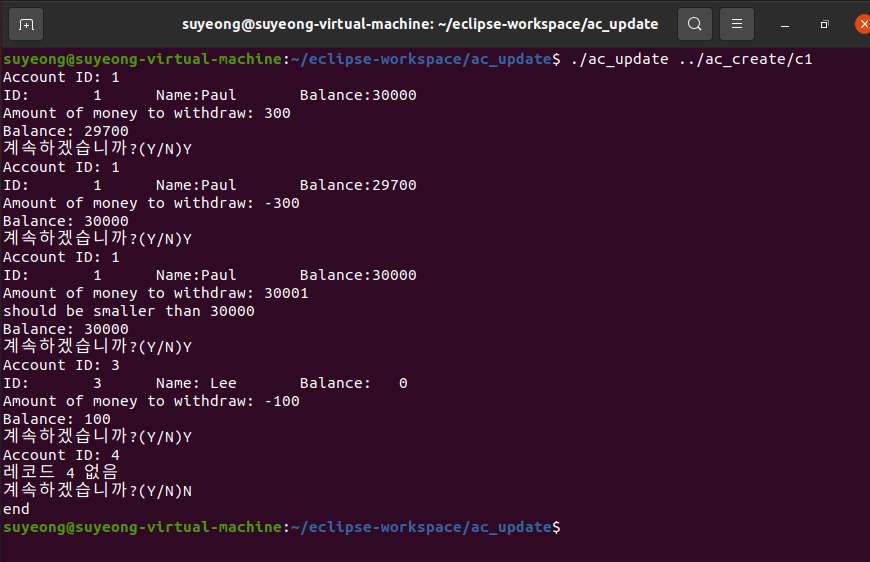 suyeong@suyeong-virtual-machine: ~/eclipse-workspace/ac_update
suyeong@suyeong-virtual-machine:~/eclipse-workspace/ac_update$ ./ac_update ../ac_create/c1
Account ID: 1
ID:       1      Name:Paul       Balance:30000
Amount of money to withdraw: 300
Balance: 29700
계속하겠습니까?(Y/N)Y
Account ID: 1
ID:       1      Name:Paul       Balance:29700
Amount of money to withdraw: -300
Balance: 30000
계속하겠습니까?(Y/N)Y
Account ID: 1
ID:       1      Name:Paul       Balance:30000
Amount of money to withdraw: 30001
should be smaller than 30000
Balance: 30000
계속하겠습니까?(Y/N)Y
Account ID: 3
ID:       3      Name: Lee       Balance:   0
Amount of money to withdraw: -100
Balance: 100
계속하겠습니까?(Y/N)Y
Account ID: 4
레코드 4 없음
계속하겠습니까?(Y/N)N
end
suyeong@suyeong-virtual-machine:~/eclipse-workspace/ac_update$